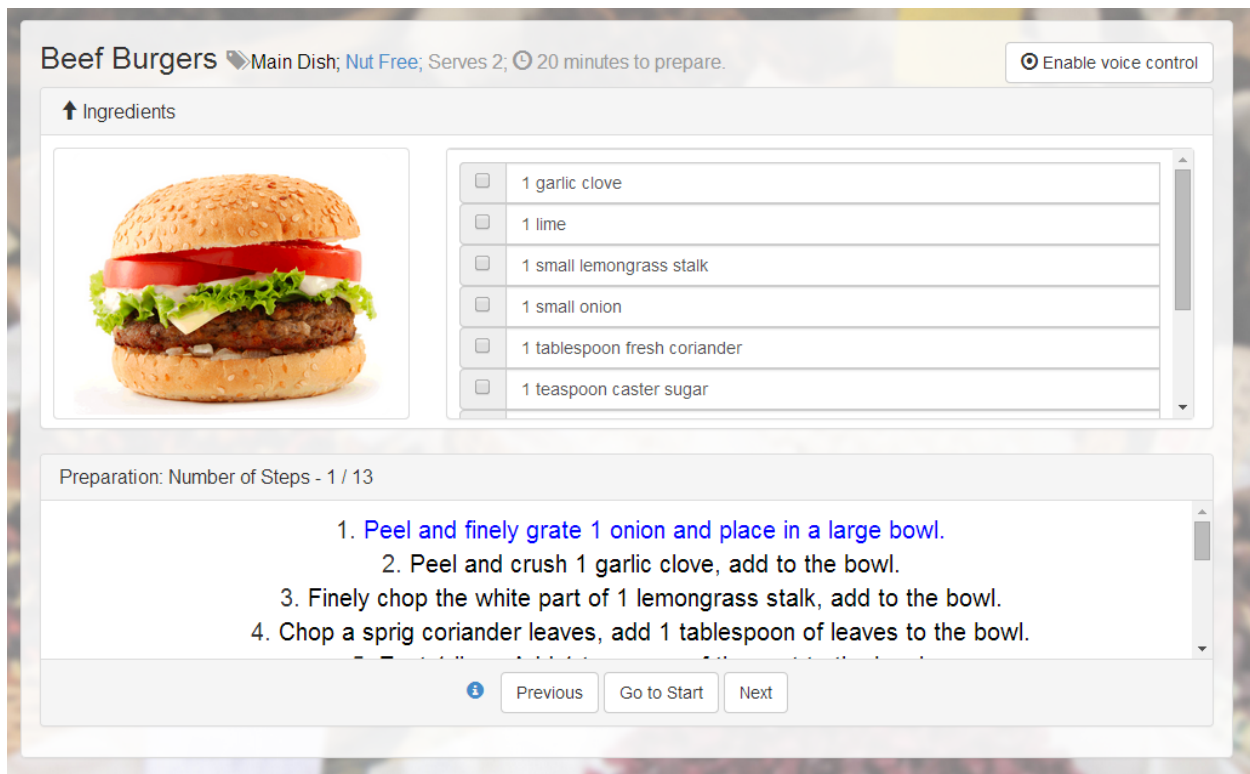 Beef Burgers Main Dish; Nut Free; Serves 2; 20 minutes to prepare.
Enable voice control
Ingredients
1 garlic clove
1 lime
1 small lemongrass stalk
1 small onion
1 tablespoon fresh coriander
1 teaspoon caster sugar
Preparation: Number of Steps - 1 / 13
1. Peel and finely grate 1 onion and place in a large bowl.
2. Peel and crush 1 garlic clove, add to the bowl.
3. Finely chop the white part of 1 lemongrass stalk, add to the bowl.
4. Chop a sprig coriander leaves, add 1 tablespoon of leaves to the bowl.
Previous
Go to Start
Next